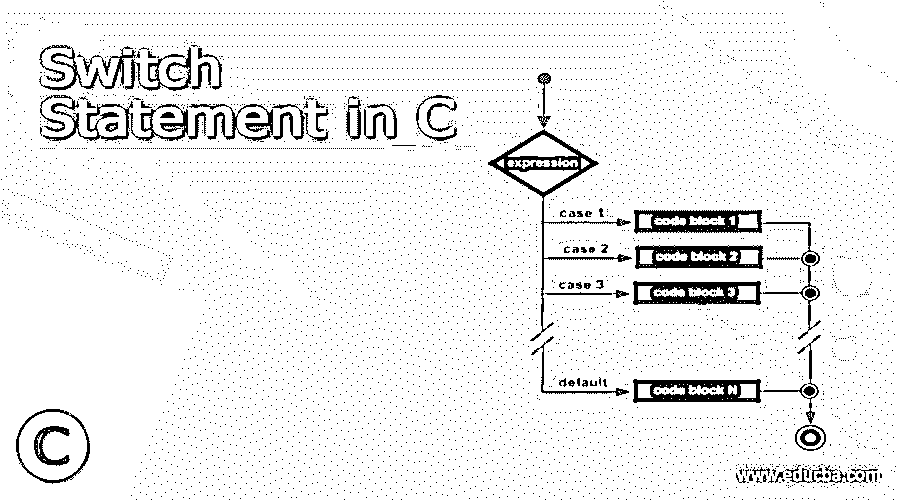 Switch
Statement in C
expression
case 1
code block 1
case 2
code block 2
case 3
code block 3
default
code block N
C
www.educba.com